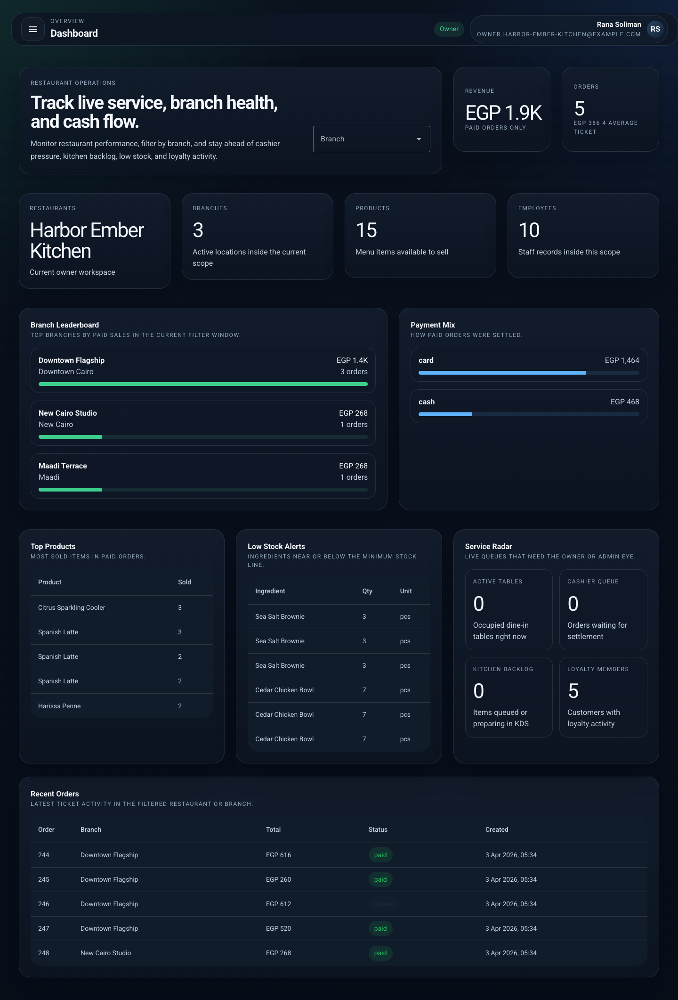 OVERVIEW
Dashboard
Owner
Rana Soliman
OWNER.HARBOR-EMBER-KITCHEN@EXAMPLE.COM
RS
RESTAURANT OPERATIONS
Track live service, branch health,
and cash flow.
Monitor restaurant performance, filter by branch, and stay ahead of cashier
pressure, kitchen backlog, low stock, and loyalty activity.
Branch
REVENUE
EGP 1.9K
PAID ORDERS ONLY
ORDERS
5
EGP 386.4 AVERAGE
TICKET
RESTAURANTS
Harbor Ember
Kitchen
Current owner workspace
BRANCHES
3
Active locations inside the current
scope
PRODUCTS
15
Menu items available to sell
EMPLOYEES
10
Staff records inside this scope
Branch Leaderboard
TOP BRANCHES BY PAID SALES IN THE CURRENT FILTER WINDOW.
Downtown Flagship EGP 1.4K
Downtown Cairo 3 orders
New Cairo Studio EGP 268
New Cairo 1 orders
Maadi Terrace EGP 268
Maadi 1 orders
Payment Mix
HOW PAID ORDERS WERE SETTLED.
card EGP 1,464
cash EGP 468
Top Products
MOST SOLD ITEMS IN PAID ORDERS.
Product Sold
Citrus Sparkling Cooler 3
Spanish Latte 3
Spanish Latte 2
Spanish Latte 2
Harissa Penne 2
Low Stock Alerts
INGREDIENTS NEAR OR BELOW THE MINIMUM STOCK
LINE.
Ingredient Qty Unit
Sea Salt Brownie 3 pcs
Sea Salt Brownie 3 pcs
Sea Salt Brownie 3 pcs
Cedar Chicken Bowl 7 pcs
Cedar Chicken Bowl 7 pcs
Cedar Chicken Bowl 7 pcs
Service Radar
LIVE QUEUES THAT NEED THE OWNER OR ADMIN EYE.
ACTIVE TABLES
0
Occupied dine-in
tables right now
CASHIER QUEUE
0
Orders waiting for
settlement
KITCHEN BACKLOG
0
Items queued or
preparing in KDS
LOYALTY MEMBERS
5
Customers with
loyalty activity
Recent Orders
LATEST TICKET ACTIVITY IN THE FILTERED RESTAURANT OR BRANCH.
Order Branch Total Status Created
244 Downtown Flagship EGP 616 paid 3 Apr 2026, 05:34
245 Downtown Flagship EGP 260 paid 3 Apr 2026, 05:34
246 Downtown Flagship EGP 612 closed 3 Apr 2026, 05:34
247 Downtown Flagship EGP 520 paid 3 Apr 2026, 05:34
248 New Cairo Studio EGP 268 paid 3 Apr 2026, 05:34